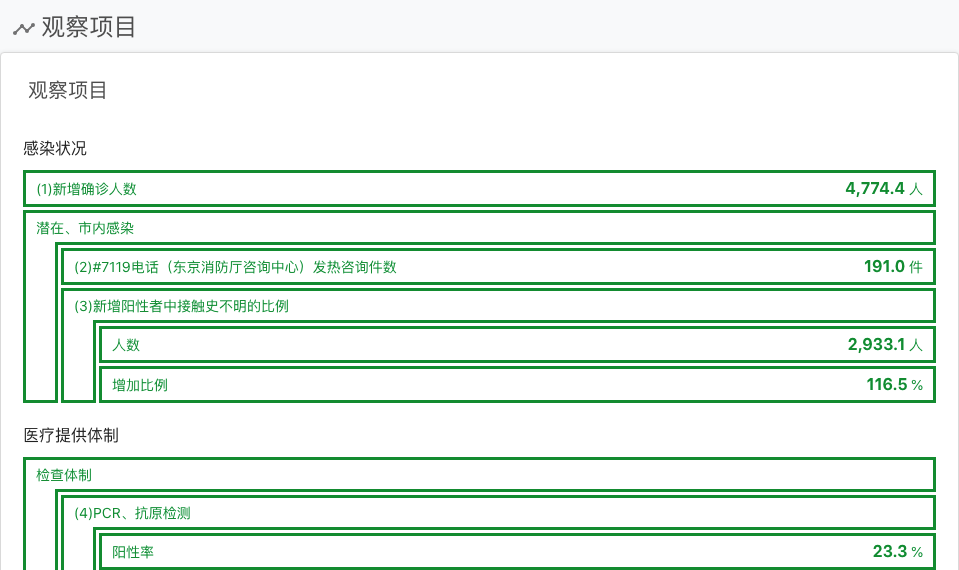 观察项目
观察项目
感染状况
(1)新增确诊人数 4,774.4 人
潜在、市内感染
(2)#7119电话（东京消防厅咨询中心）发热咨询件数 191.0 件
(3)新增阳性者中接触史不明的比例
人数 2,933.1 人
增加比例 116.5 %
医疗提供体制
检查体制
(4)PCR、抗原检测
阳性率 23.3 %